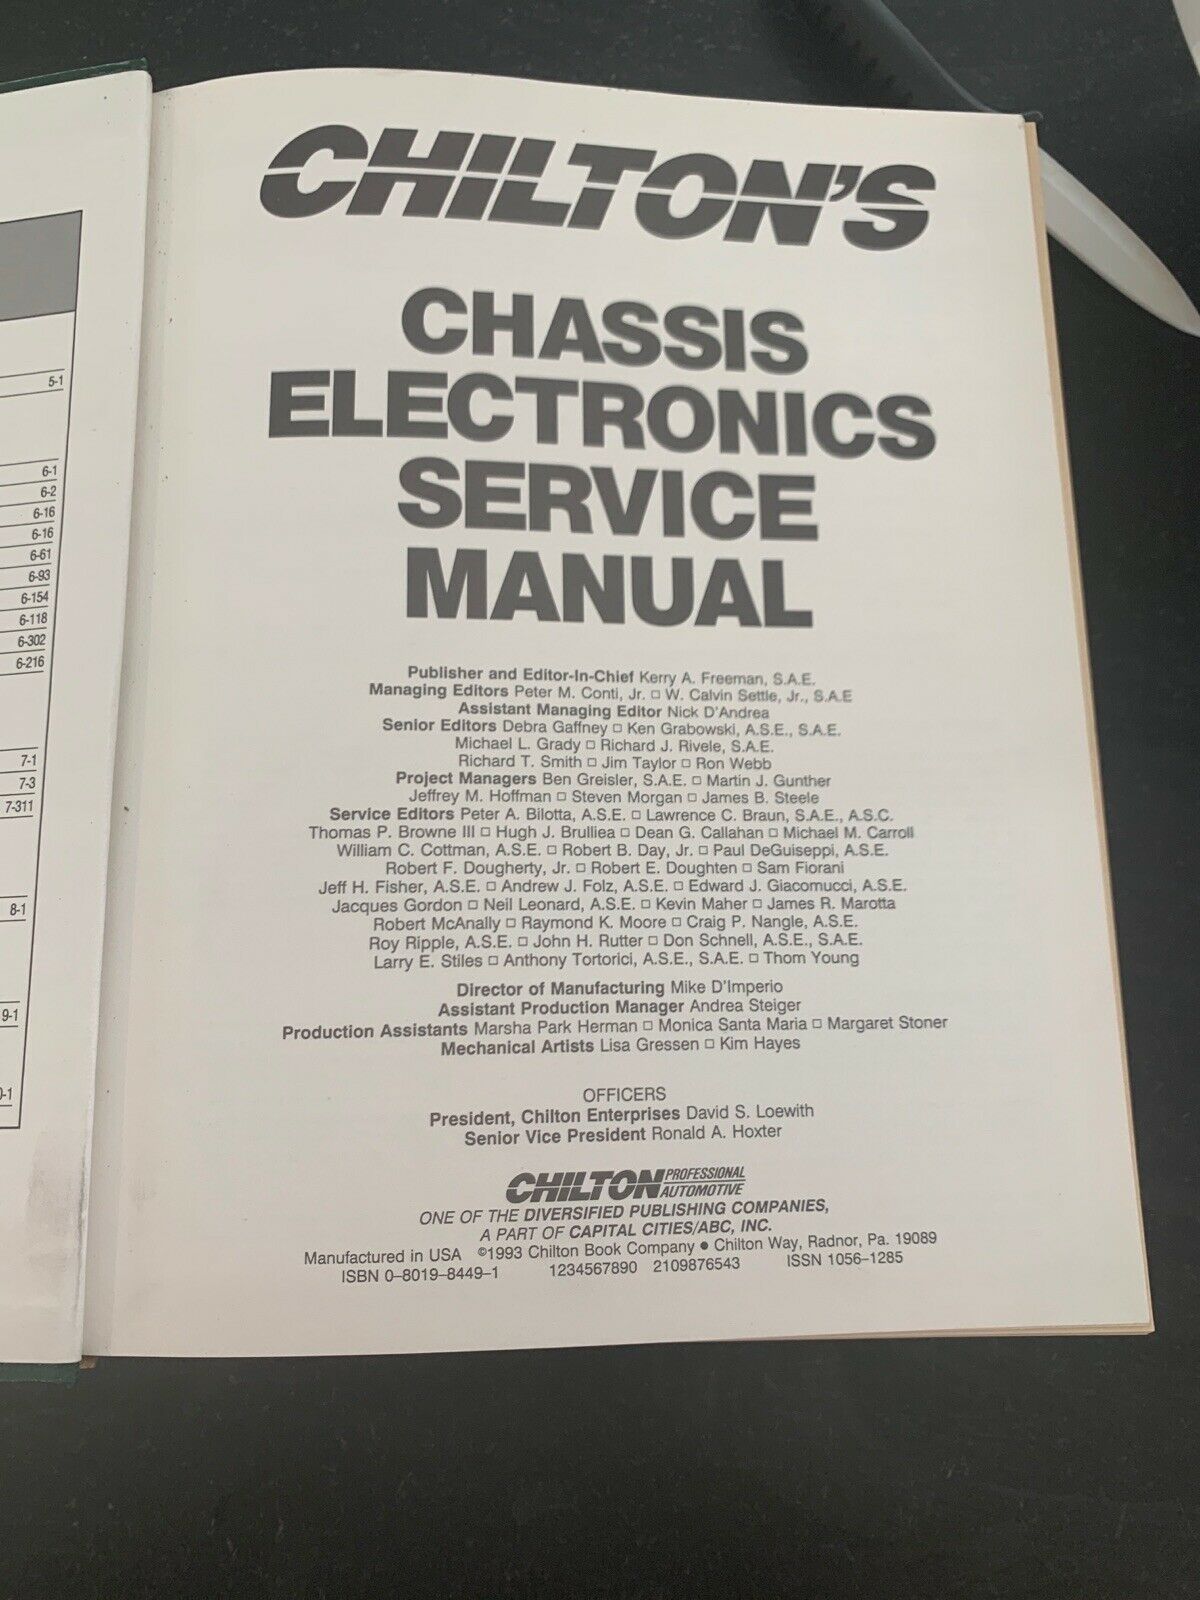 5-1
6-1
6-2
6-16
6-16
6-61
6-93
6-154
6-118
6-302
6-216
7-1
7-3
7-311
8-1
9-1
0-1
CHILTON'S
CHASSIS
ELECTRONICS
SERVICE
MANUAL
Publisher and Editor-In-Chief Kerry A. Freeman, S.A.E.
Managing Editors Peter M. Conti, Jr. □ W. Calvin Settle, Jr., S.A.E
Assistant Managing Editor Nick D'Andrea
Senior Editors Debra Gaffney □ Ken Grabowski, A.S.E., S.A.E.
Michael L. Grady □ Richard J. Rivele, S.A.E.
Richard T. Smith □ Jim Taylor □ Ron Webb
Project Managers Ben Greisler, S.A.E. □ Martin J. Gunther
Jeffrey M. Hoffman □ Steven Morgan □ James B. Steele
Service Editors Peter A. Bilotta, A.S.E. □ Lawrence C. Braun, S.A.E., A.S.C.
Thomas P. Browne III □ Hugh J. Brulliea □ Dean G. Callahan □ Michael M. Carroll
William C. Cottman, A.S.E. □ Robert B. Day, Jr. □ Paul DeGuiseppi, A.S.E.
Robert F. Dougherty, Jr. □ Robert E. Doughten □ Sam Fiorani
Jeff H. Fisher, A.S.E. □ Andrew J. Folz, A.S.E. □ Edward J. Giacomucci, A.S.E.
Jacques Gordon □ Neil Leonard, A.S.E. □ Kevin Maher □ James R. Marotta
Robert McAnally □ Raymond K. Moore □ Craig P. Nangle, A.S.E.
Roy Ripple, A.S.E. □ John H. Rutter □ Don Schnell, A.S.E., S.A.E.
Larry E. Stiles □ Anthony Tortorici, A.S.E., S.A.E. □ Thom Young
Director of Manufacturing Mike D'Imperio
Assistant Production Manager Andrea Steiger
Production Assistants Marsha Park Herman □ Monica Santa Maria □ Margaret Stoner
Mechanical Artists Lisa Gressen □ Kim Hayes
OFFICERS
President, Chilton Enterprises David S. Loewith
Senior Vice President Ronald A. Hoxter
CHILTON PROFESSIONAL AUTOMOTIVE
ONE OF THE DIVERSIFIED PUBLISHING COMPANIES,
A PART OF CAPITAL CITIES/ABC, INC.
Manufactured in USA ©1993 Chilton Book Company ● Chilton Way, Radnor, Pa. 19089
ISBN 0–8019–8449–1 1234567890 2109876543 ISSN 1056–1285